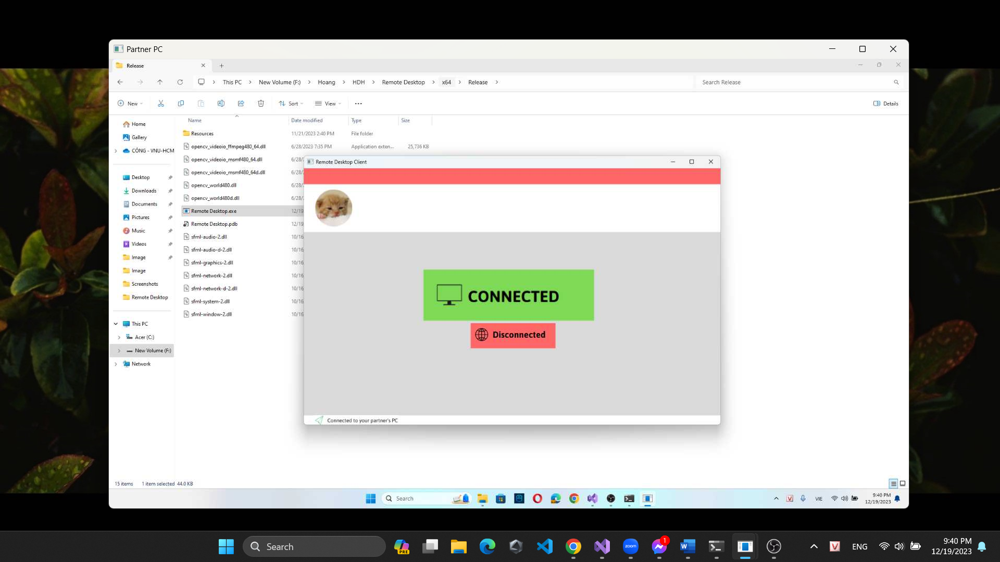 Partner PC
Release
This PC
New Volume (F:)
Hoang
HDH
Remote Desktop
x64
Release
Search Release
New
Sort
View
Details
Name
Date modified
Type
Size
Home
Gallery
CÔNG - VNU-HCM
Desktop
Downloads
Documents
Pictures
Music
Videos
Image
Image
Screenshots
Remote Desktop
This PC
Acer (C:)
New Volume (F:)
Network
Resources 11/21/2023 2:40 PM File folder
opencv_videoio_ffmpeg480_64.dll 6/28/2023 7:35 PM Application exten... 25,736 KB
opencv_videoio_msmf480_64.dll 6/28/
opencv_videoio_msmf480_64d.dll 6/28/
opencv_world480.dll 6/28/
opencv_world480d.dll 6/28/
Remote Desktop.exe 12/19
Remote Desktop.pdb 12/19
sfml-audio-2.dll 10/16
sfml-audio-d-2.dll 10/16
sfml-graphics-2.dll 10/16
sfml-network-2.dll 10/16
sfml-network-d-2.dll 10/16
sfml-system-2.dll 10/16
sfml-window-2.dll 10/16
Remote Desktop Client
CONNECTED
Disconnected
Connected to your partner's PC
15 items 1 item selected 44.0 KB
Search
VIE
9:40 PM
12/19/2023
Search
PRE
zoom
1
ENG
9:40 PM
12/19/2023